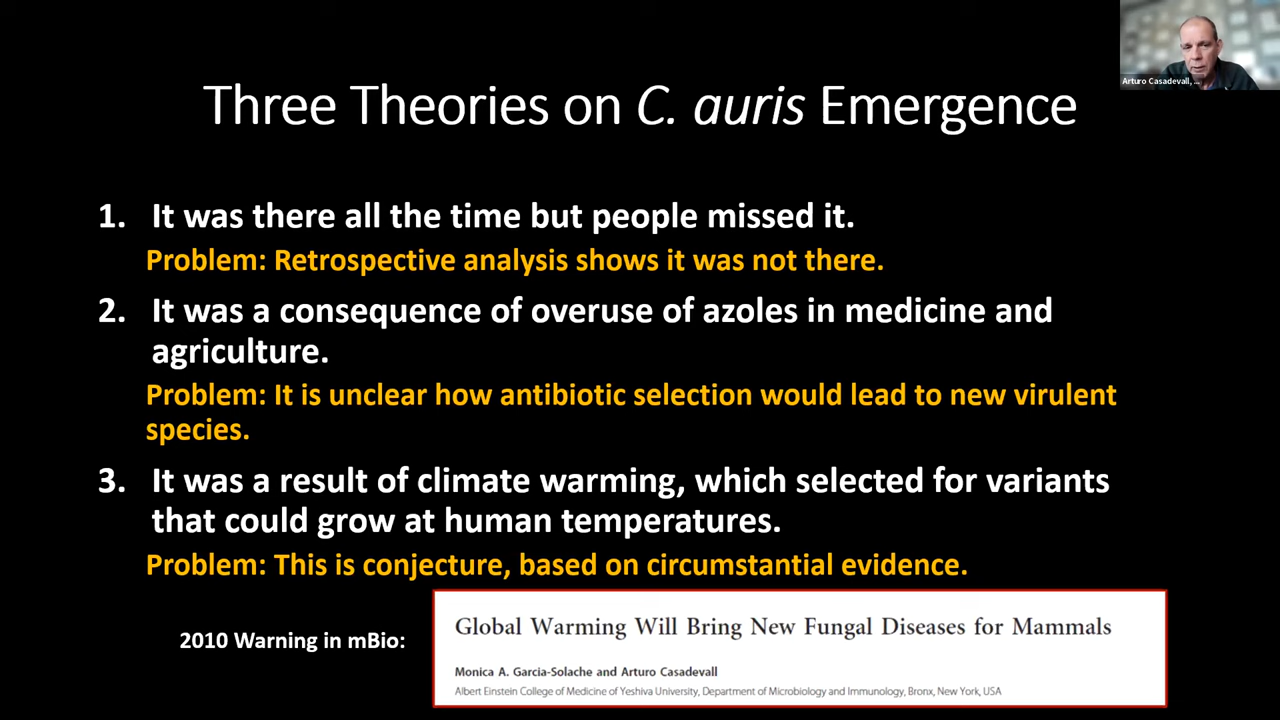 Arturo Casadevall, ...
Three Theories on C. auris Emergence
1. It was there all the time but people missed it.
Problem: Retrospective analysis shows it was not there.
2. It was a consequence of overuse of azoles in medicine and
agriculture.
Problem: It is unclear how antibiotic selection would lead to new virulent
species.
3. It was a result of climate warming, which selected for variants
that could grow at human temperatures.
Problem: This is conjecture, based on circumstantial evidence.
2010 Warning in mBio:
Global Warming Will Bring New Fungal Diseases for Mammals
Monica A. Garcia-Solache and Arturo Casadevall
Albert Einstein College of Medicine of Yeshiva University, Department of Microbiology and Immunology, Bronx, New York, USA